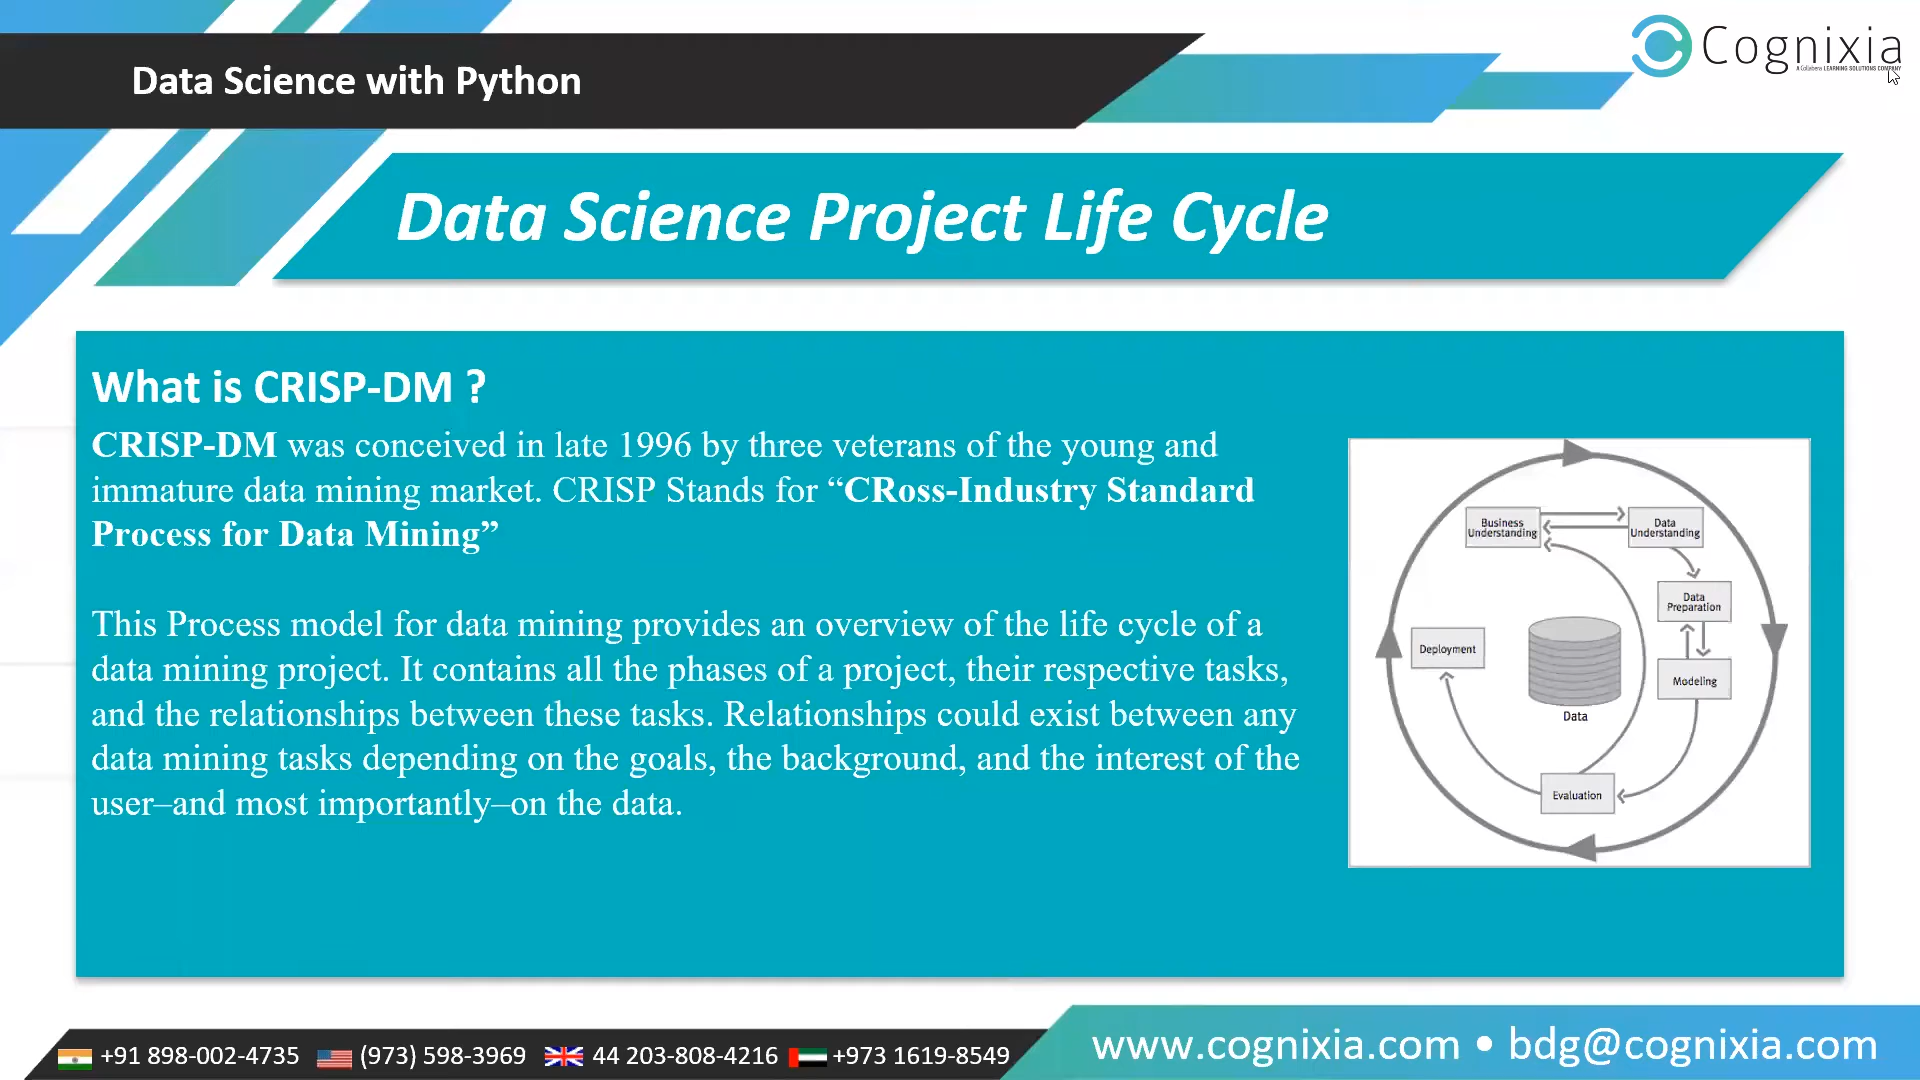 Data Science with Python
Cognixia
A Collabera LEARNING SOLUTIONS COMPANY
Data Science Project Life Cycle
What is CRISP-DM ?
CRISP-DM was conceived in late 1996 by three veterans of the young and
immature data mining market. CRISP Stands for “CRoss-Industry Standard
Process for Data Mining”
This Process model for data mining provides an overview of the life cycle of a
data mining project. It contains all the phases of a project, their respective tasks,
and the relationships between these tasks. Relationships could exist between any
data mining tasks depending on the goals, the background, and the interest of the
user–and most importantly–on the data.
Business
Understanding
Data
Understanding
Data
Preparation
Modeling
Evaluation
Deployment
Data
+91 898-002-4735
(973) 598-3969
44 203-808-4216
+973 1619-8549
www.cognixia.com • bdg@cognixia.com